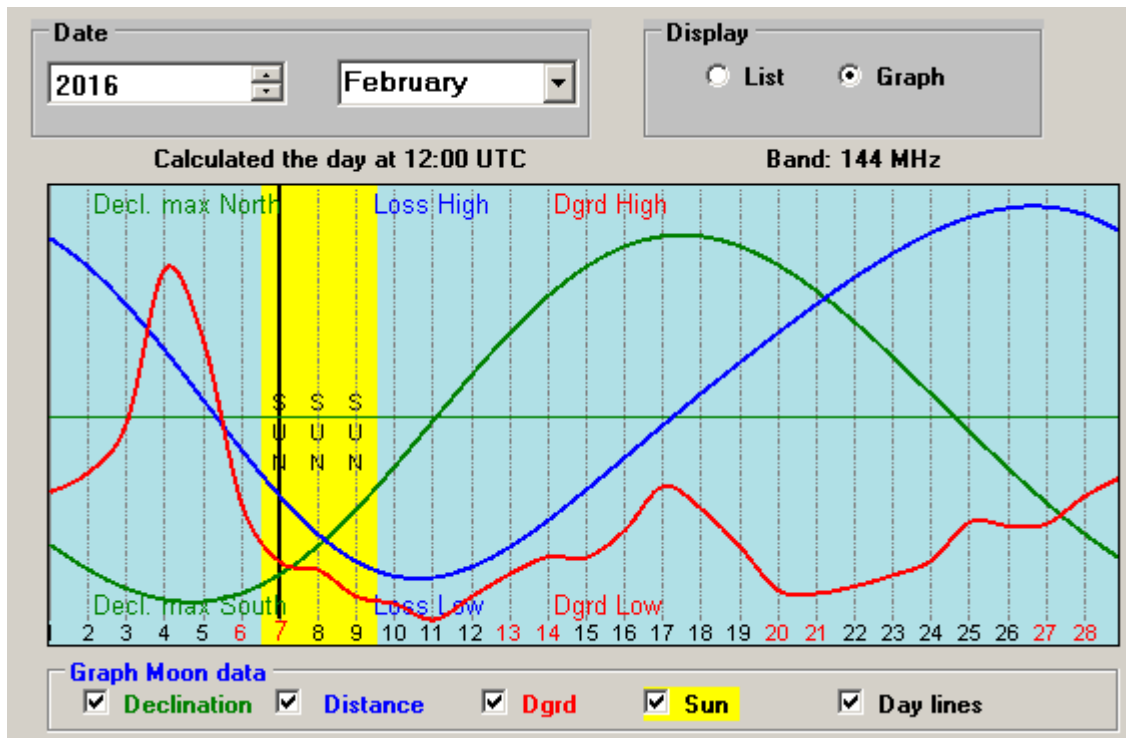 Date
Display
2016
February
List
Graph
Calculated the day at 12:00 UTC
Band: 144 MHz
Decl. max North
Loss High
Dgrd High
SUN
SUN
SUN
Decl. max South
Loss Low
Dgrd Low
1 2 3 4 5 6 7 8 9 10 11 12 13 14 15 16 17 18 19 20 21 22 23 24 25 26 27 28
Graph Moon data
Declination
Distance
Dgrd
Sun
Day lines